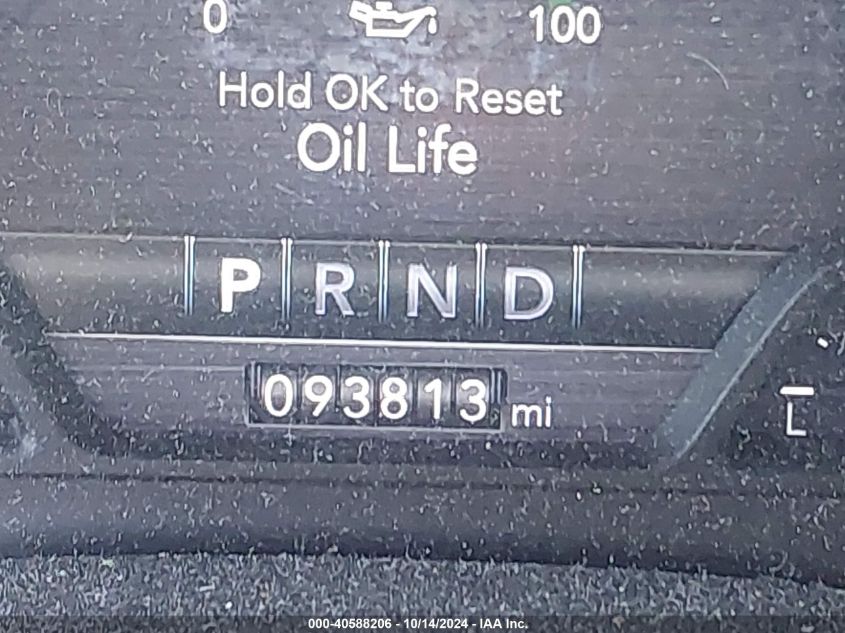 0 100
Hold OK to Reset
Oil Life
P R N D
093813 mi
L
000-40588206 - 10/14/2024 - IAA Inc.